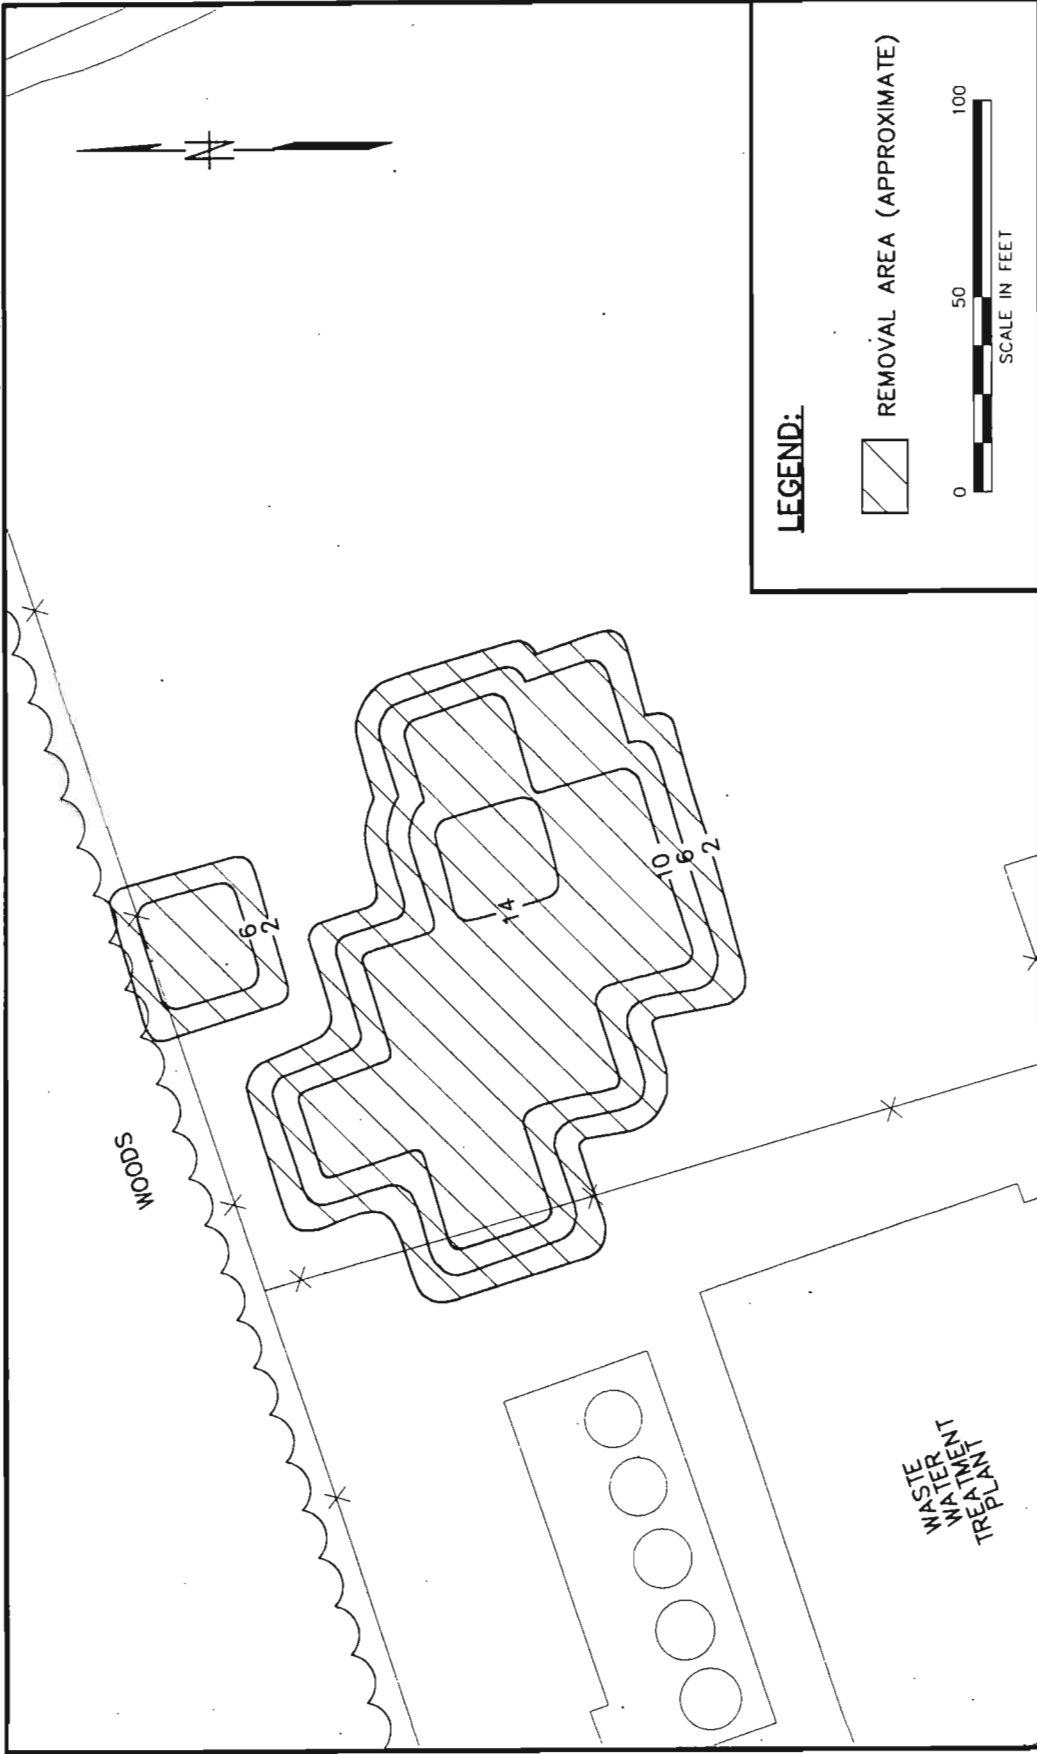 N
WOODS
6
2
14
10
6
2
WASTE
WATER
TREATMENT
PLANT
LEGEND:
REMOVAL AREA (APPROXIMATE)
0 50 100
SCALE IN FEET